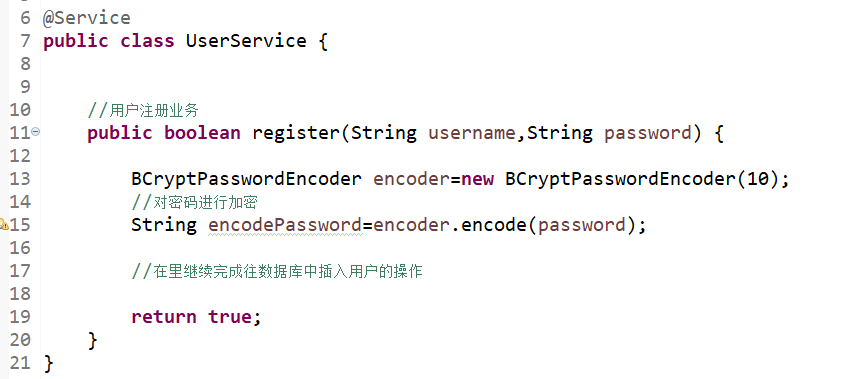 6 @Service
7 public class UserService {
8
9
10 //用户注册业务
11 public boolean register(String username,String password) {
12
13 BCryptPasswordEncoder encoder=new BCryptPasswordEncoder(10);
14 //对密码进行加密
15 String encodePassword=encoder.encode(password);
16
17 //在里继续完成往数据库中插入用户的操作
18
19 return true;
20 }
21 }